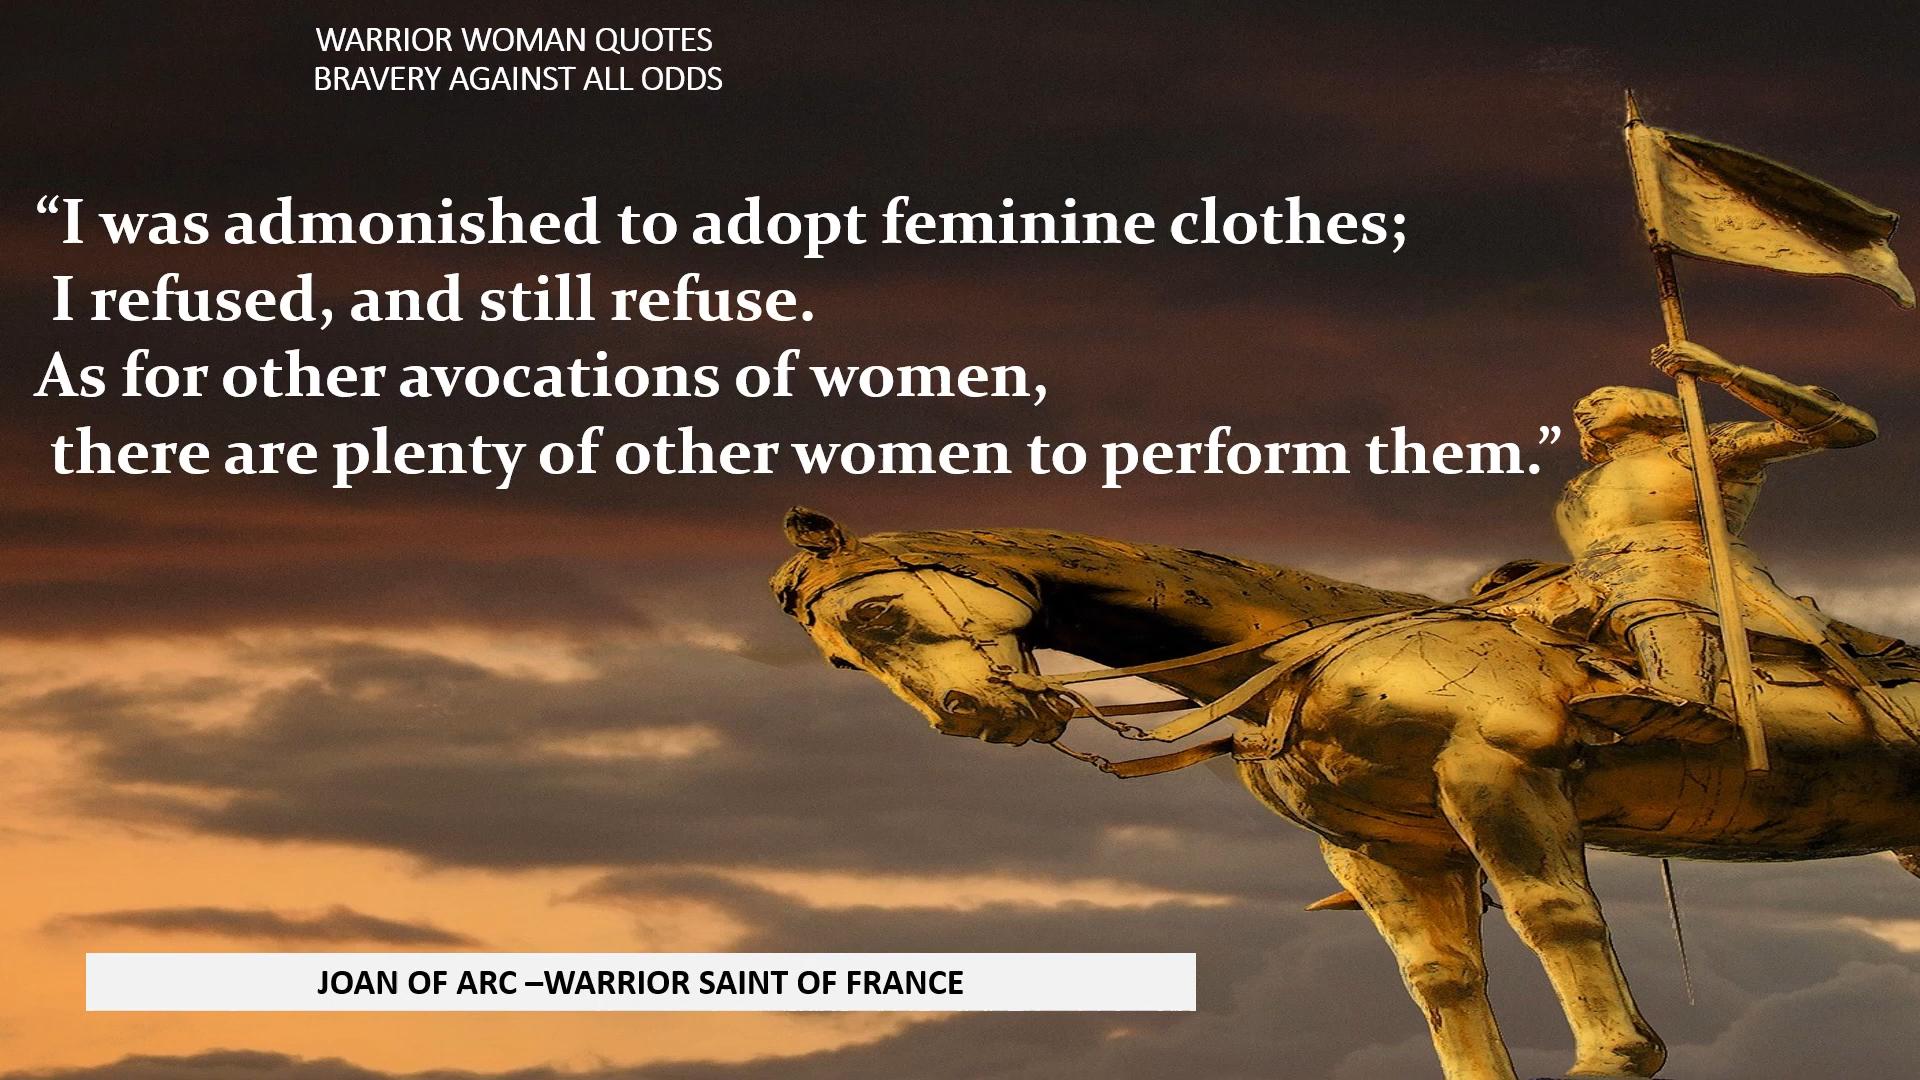 WARRIOR WOMAN QUOTES
BRAVERY AGAINST ALL ODDS
“I was admonished to adopt feminine clothes;
I refused, and still refuse.
As for other avocations of women,
there are plenty of other women to perform them.”
JOAN OF ARC –WARRIOR SAINT OF FRANCE